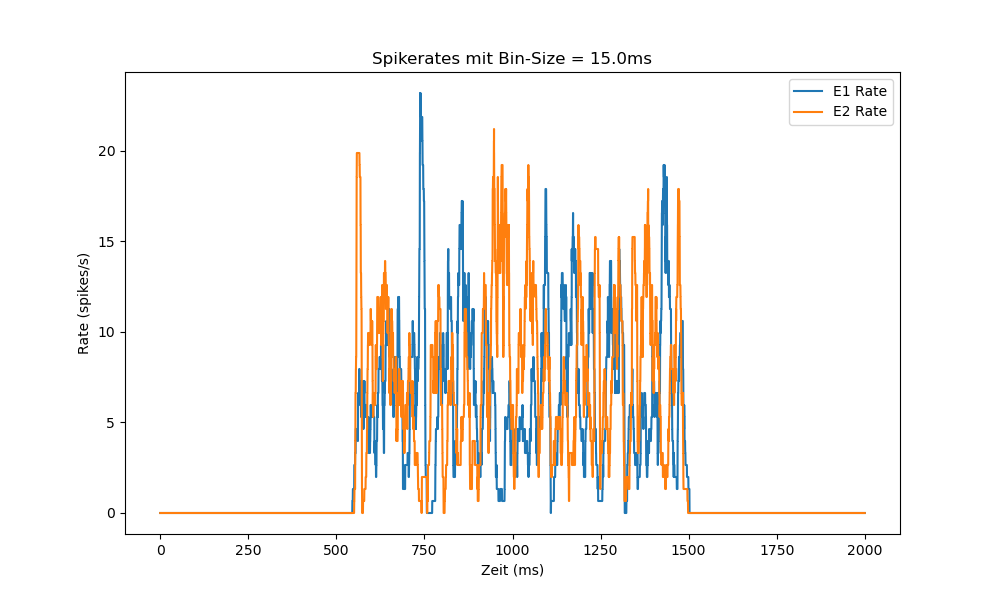 Spikerates mit Bin-Size = 15.0ms
E1 Rate
E2 Rate
Rate (spikes/s)
20
15
10
5
0
0 250 500 750 1000 1250 1500 1750 2000
Zeit (ms)